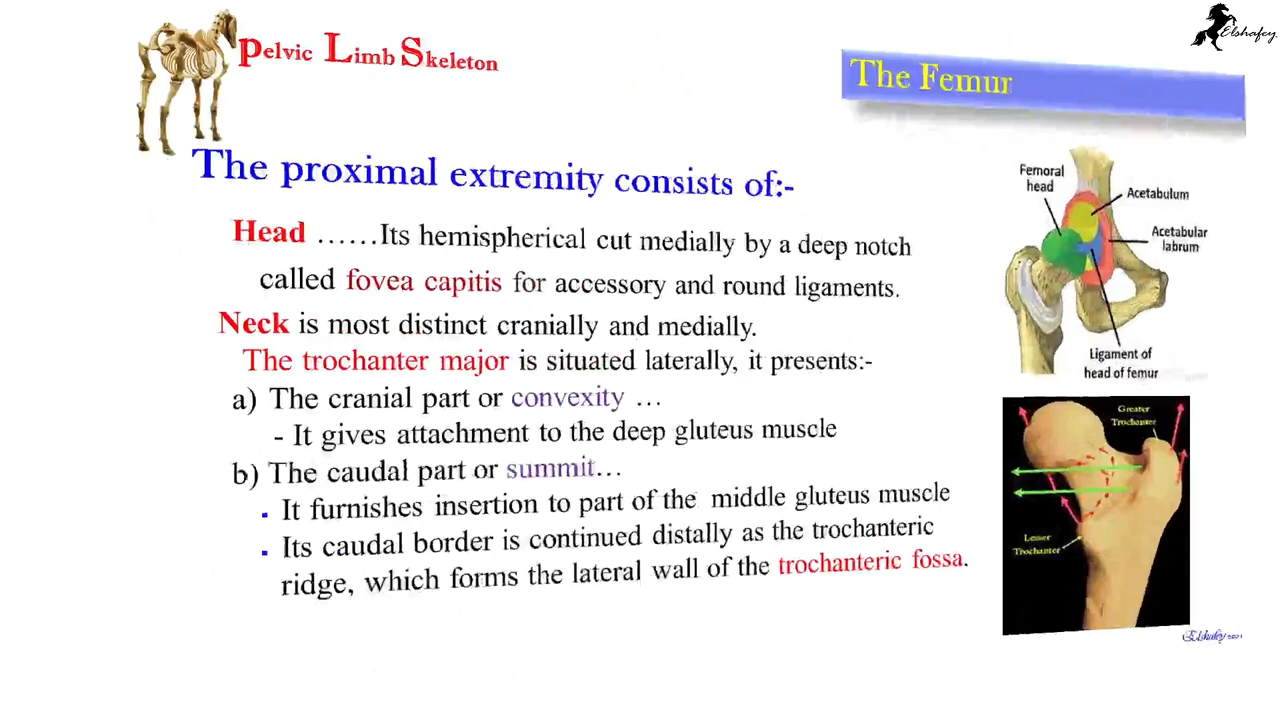 Elshafey
Pelvic Limb Skeleton
The Femur
The proximal extremity consists of:-
Head ……Its hemispherical cut medially by a deep notch
called fovea capitis for accessory and round ligaments.
Neck is most distinct cranially and medially.
The trochanter major is situated laterally, it presents:-
a) The cranial part or convexity …
- It gives attachment to the deep gluteus muscle
b) The caudal part or summit…
▪ It furnishes insertion to part of the middle gluteus muscle
▪ Its caudal border is continued distally as the trochanteric
ridge, which forms the lateral wall of the trochanteric fossa.
Femoral
head
Acetabulum
Acetabular
labrum
Ligament of
head of femur
Greater
Trochanter
Lesser
Trochanter
Elshafey 2021